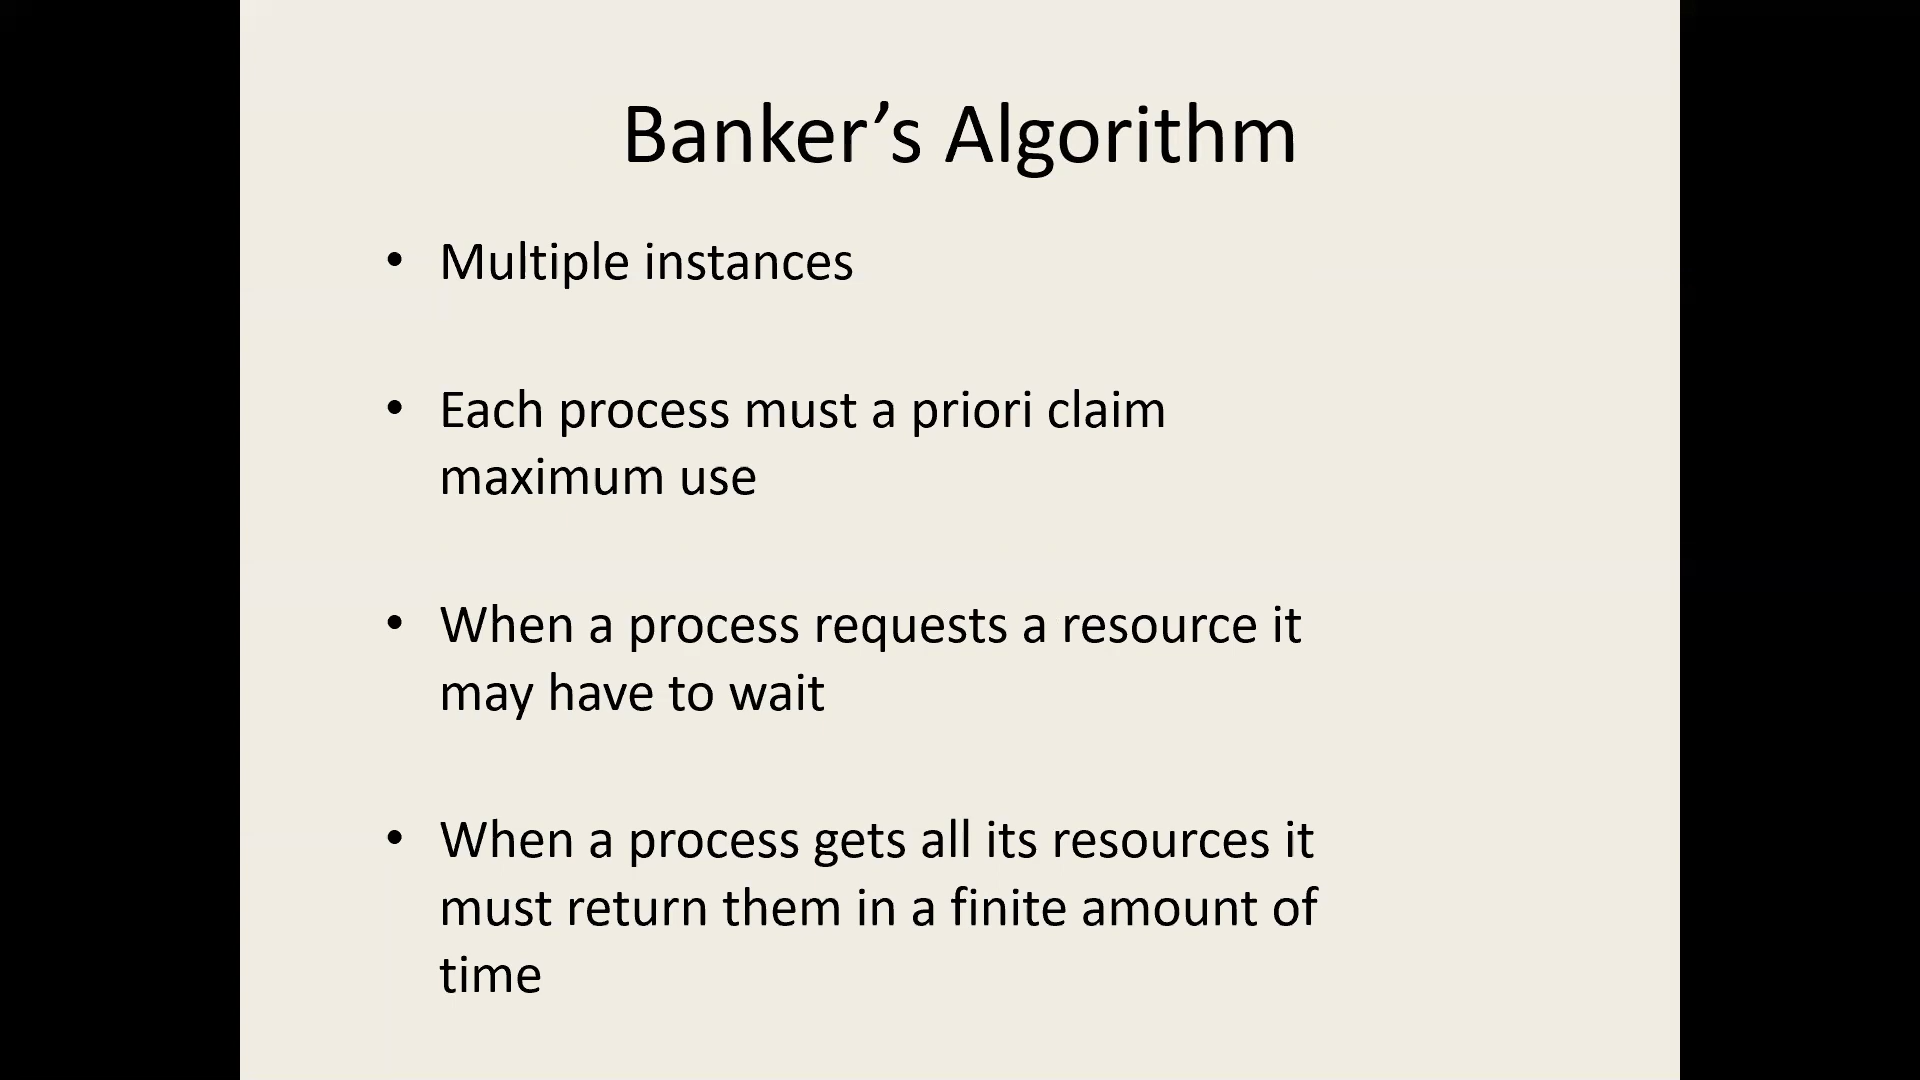 Banker’s Algorithm
• Multiple instances
• Each process must a priori claim
maximum use
• When a process requests a resource it
may have to wait
• When a process gets all its resources it
must return them in a finite amount of
time